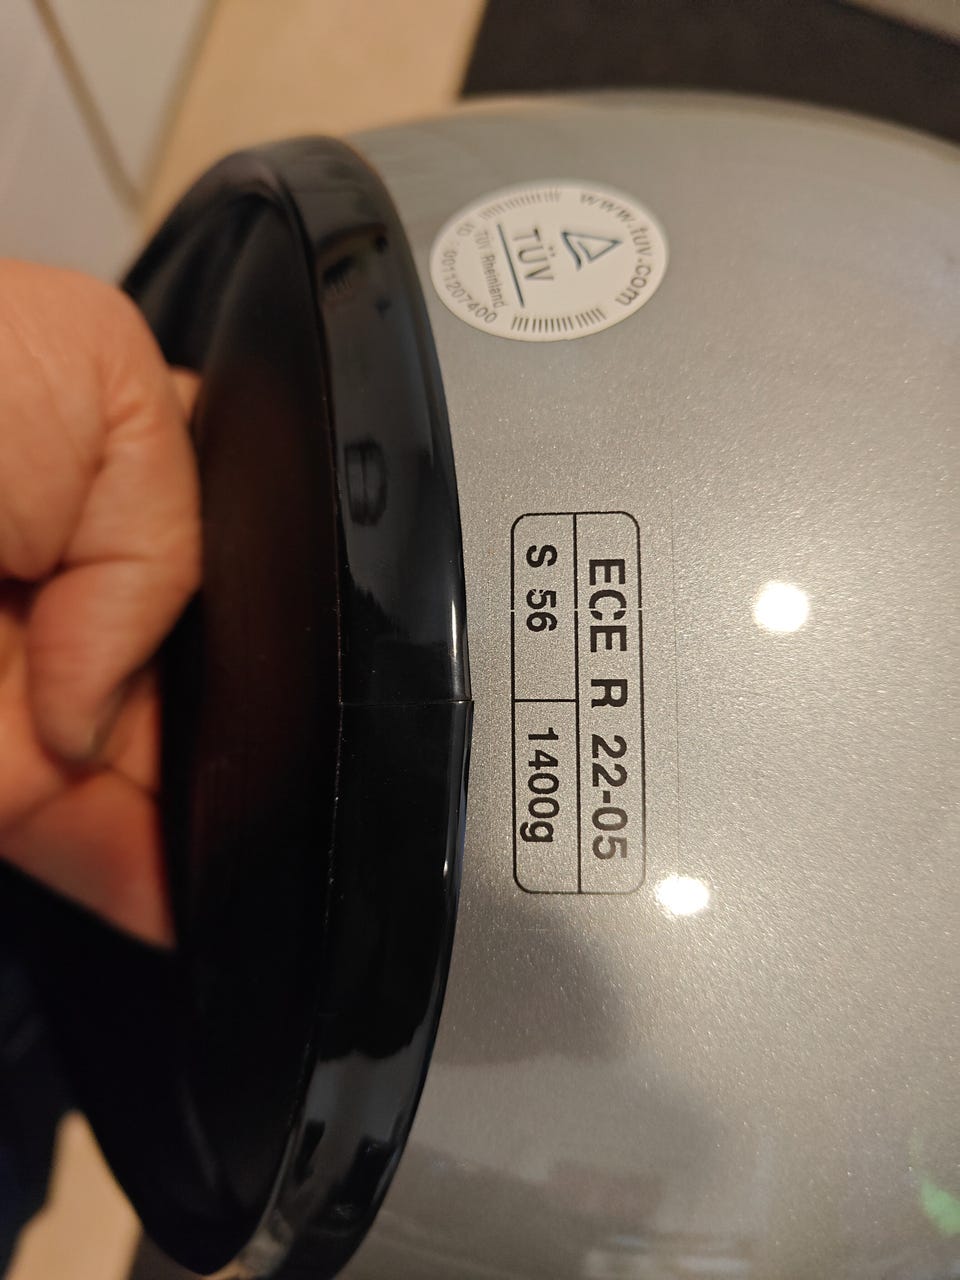 www.tuv.com
TÜV
TÜV Rheinland
ID: 0011207400
ECE R 22-05
S 56
1400g